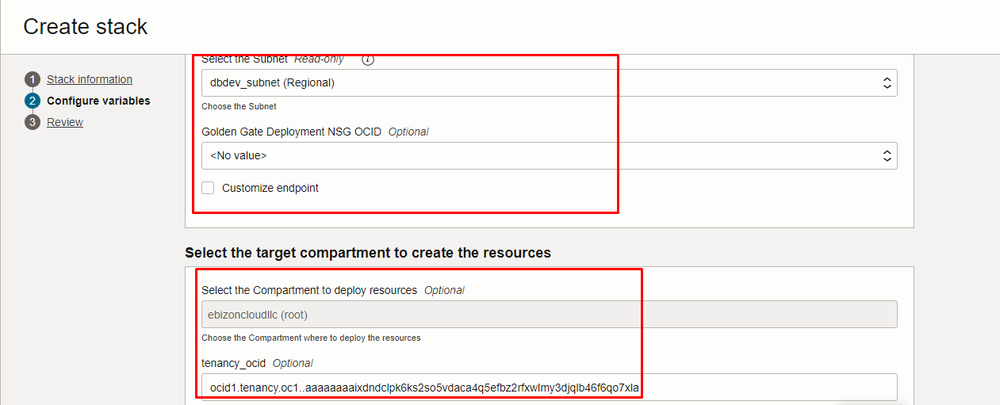 Create stack
1 Stack information
2 Configure variables
3 Review
Select the Subnet Read-only i
dbdev_subnet (Regional)
Choose the Subnet
Golden Gate Deployment NSG OCID Optional
<No value>
Customize endpoint
Select the target compartment to create the resources
Select the Compartment to deploy resources Optional
ebizoncloudllc (root)
Choose the Compartment where to deploy the resources
tenancy_ocid Optional
ocid1.tenancy.oc1..aaaaaaaaixdndclpk6ks2so5vdaca4q5efbz2rfxwlmy3djqlb46f6qo7xla